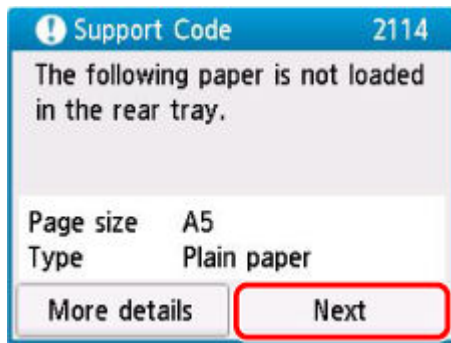 Support Code 2114
The following paper is not loaded
in the rear tray.
Page size A5
Type Plain paper
More details Next